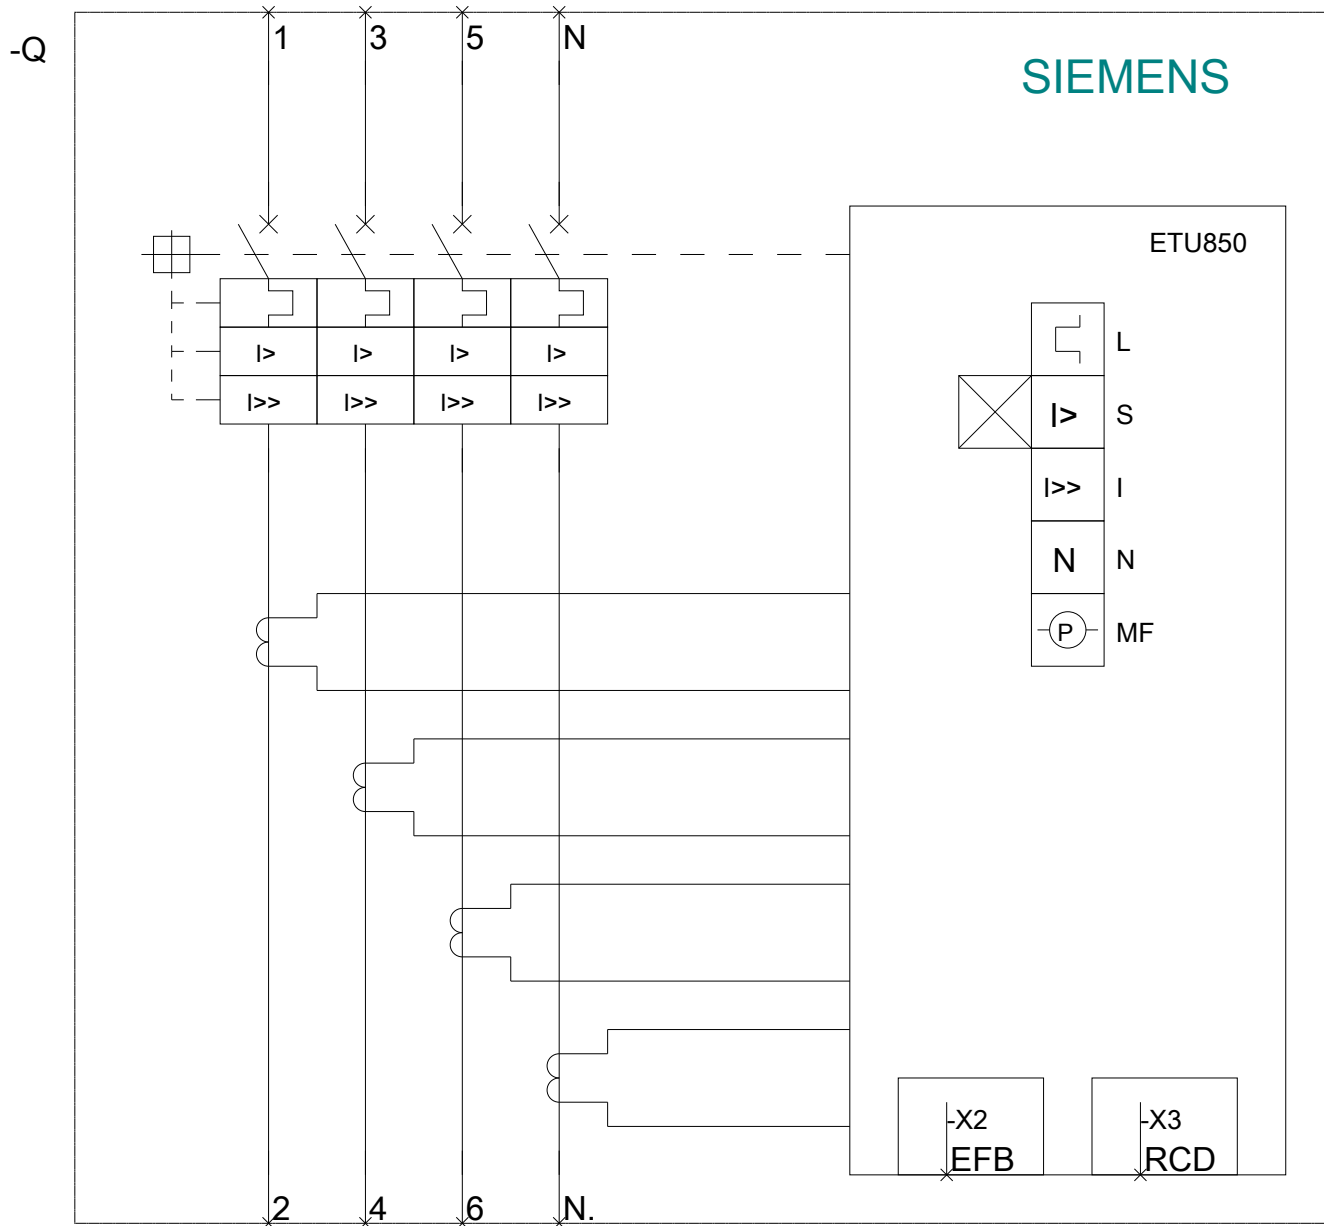 1 3 5 N
-Q
SIEMENS
ETU850
L
I> I> I> I>
I>> I>> I>> I>>
I> S
I>> I
N N
P MF
-X2 -X3
EFB RCD
2 4 6 N.